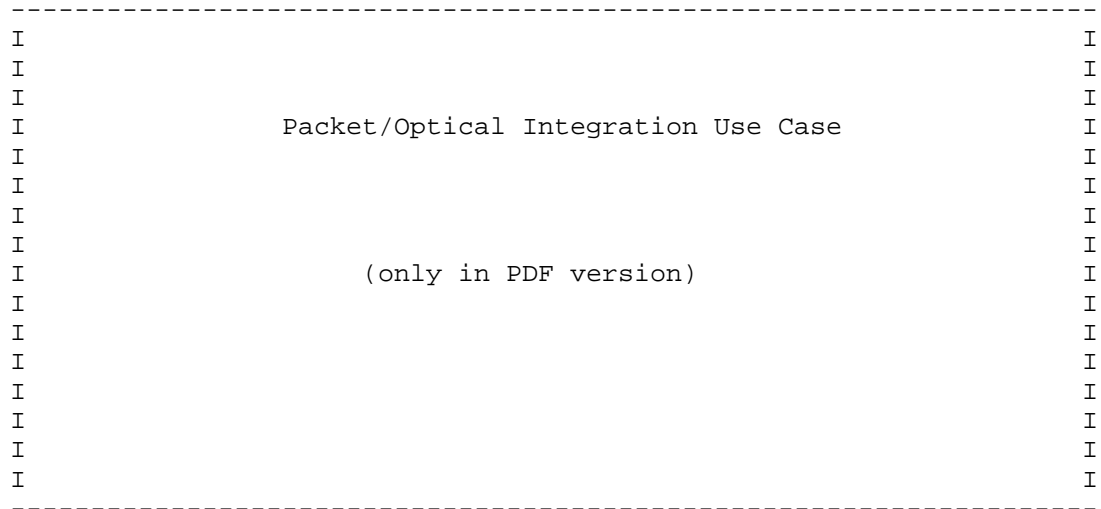 --------------------------------------------------------------------
I                                                                  I
I                                                                  I
I                                                                  I
I                Packet/Optical Integration Use Case               I
I                                                                  I
I                                                                  I
I                                                                  I
I                                                                  I
I                     (only in PDF version)                        I
I                                                                  I
I                                                                  I
I                                                                  I
I                                                                  I
I                                                                  I
I                                                                  I
I                                                                  I
--------------------------------------------------------------------